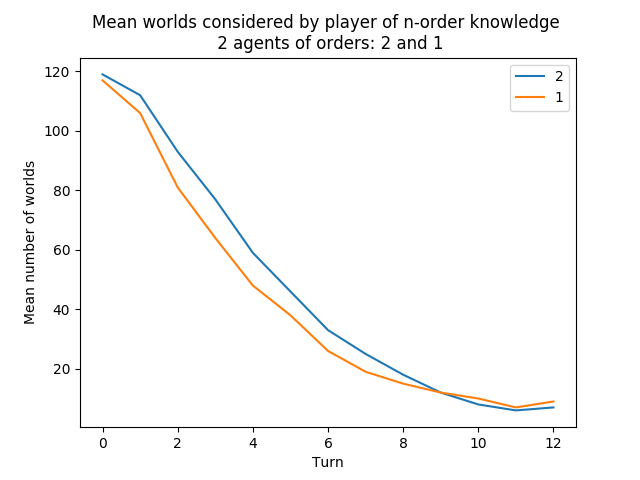 Mean worlds considered by player of n-order knowledge
2 agents of orders: 2 and 1
2
1
120
100
80
60
40
20
Mean number of worlds
0 2 4 6 8 10 12
Turn